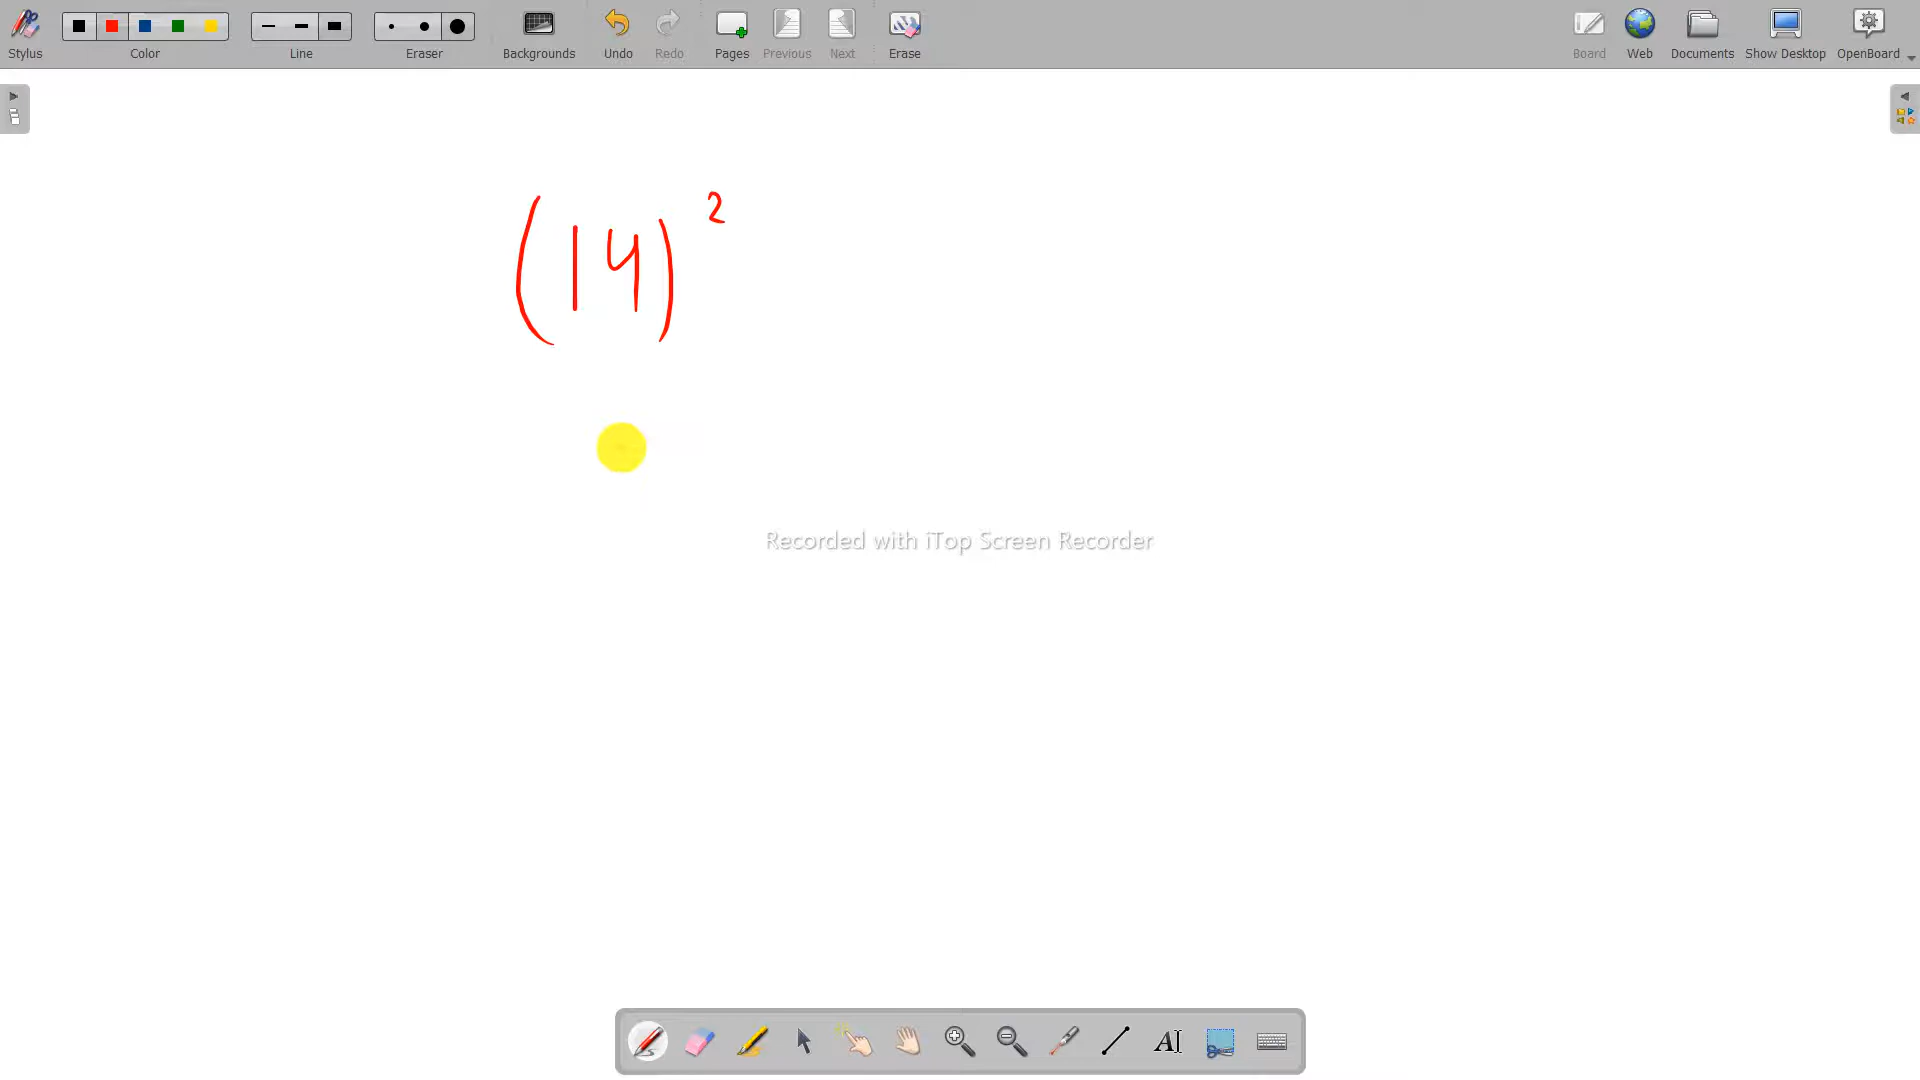 Stylus Color Line Eraser Backgrounds Undo Redo Pages Previous Next Erase Board Web Documents Show Desktop OpenBoard
(14)²
Recorded with iTop Screen Recorder